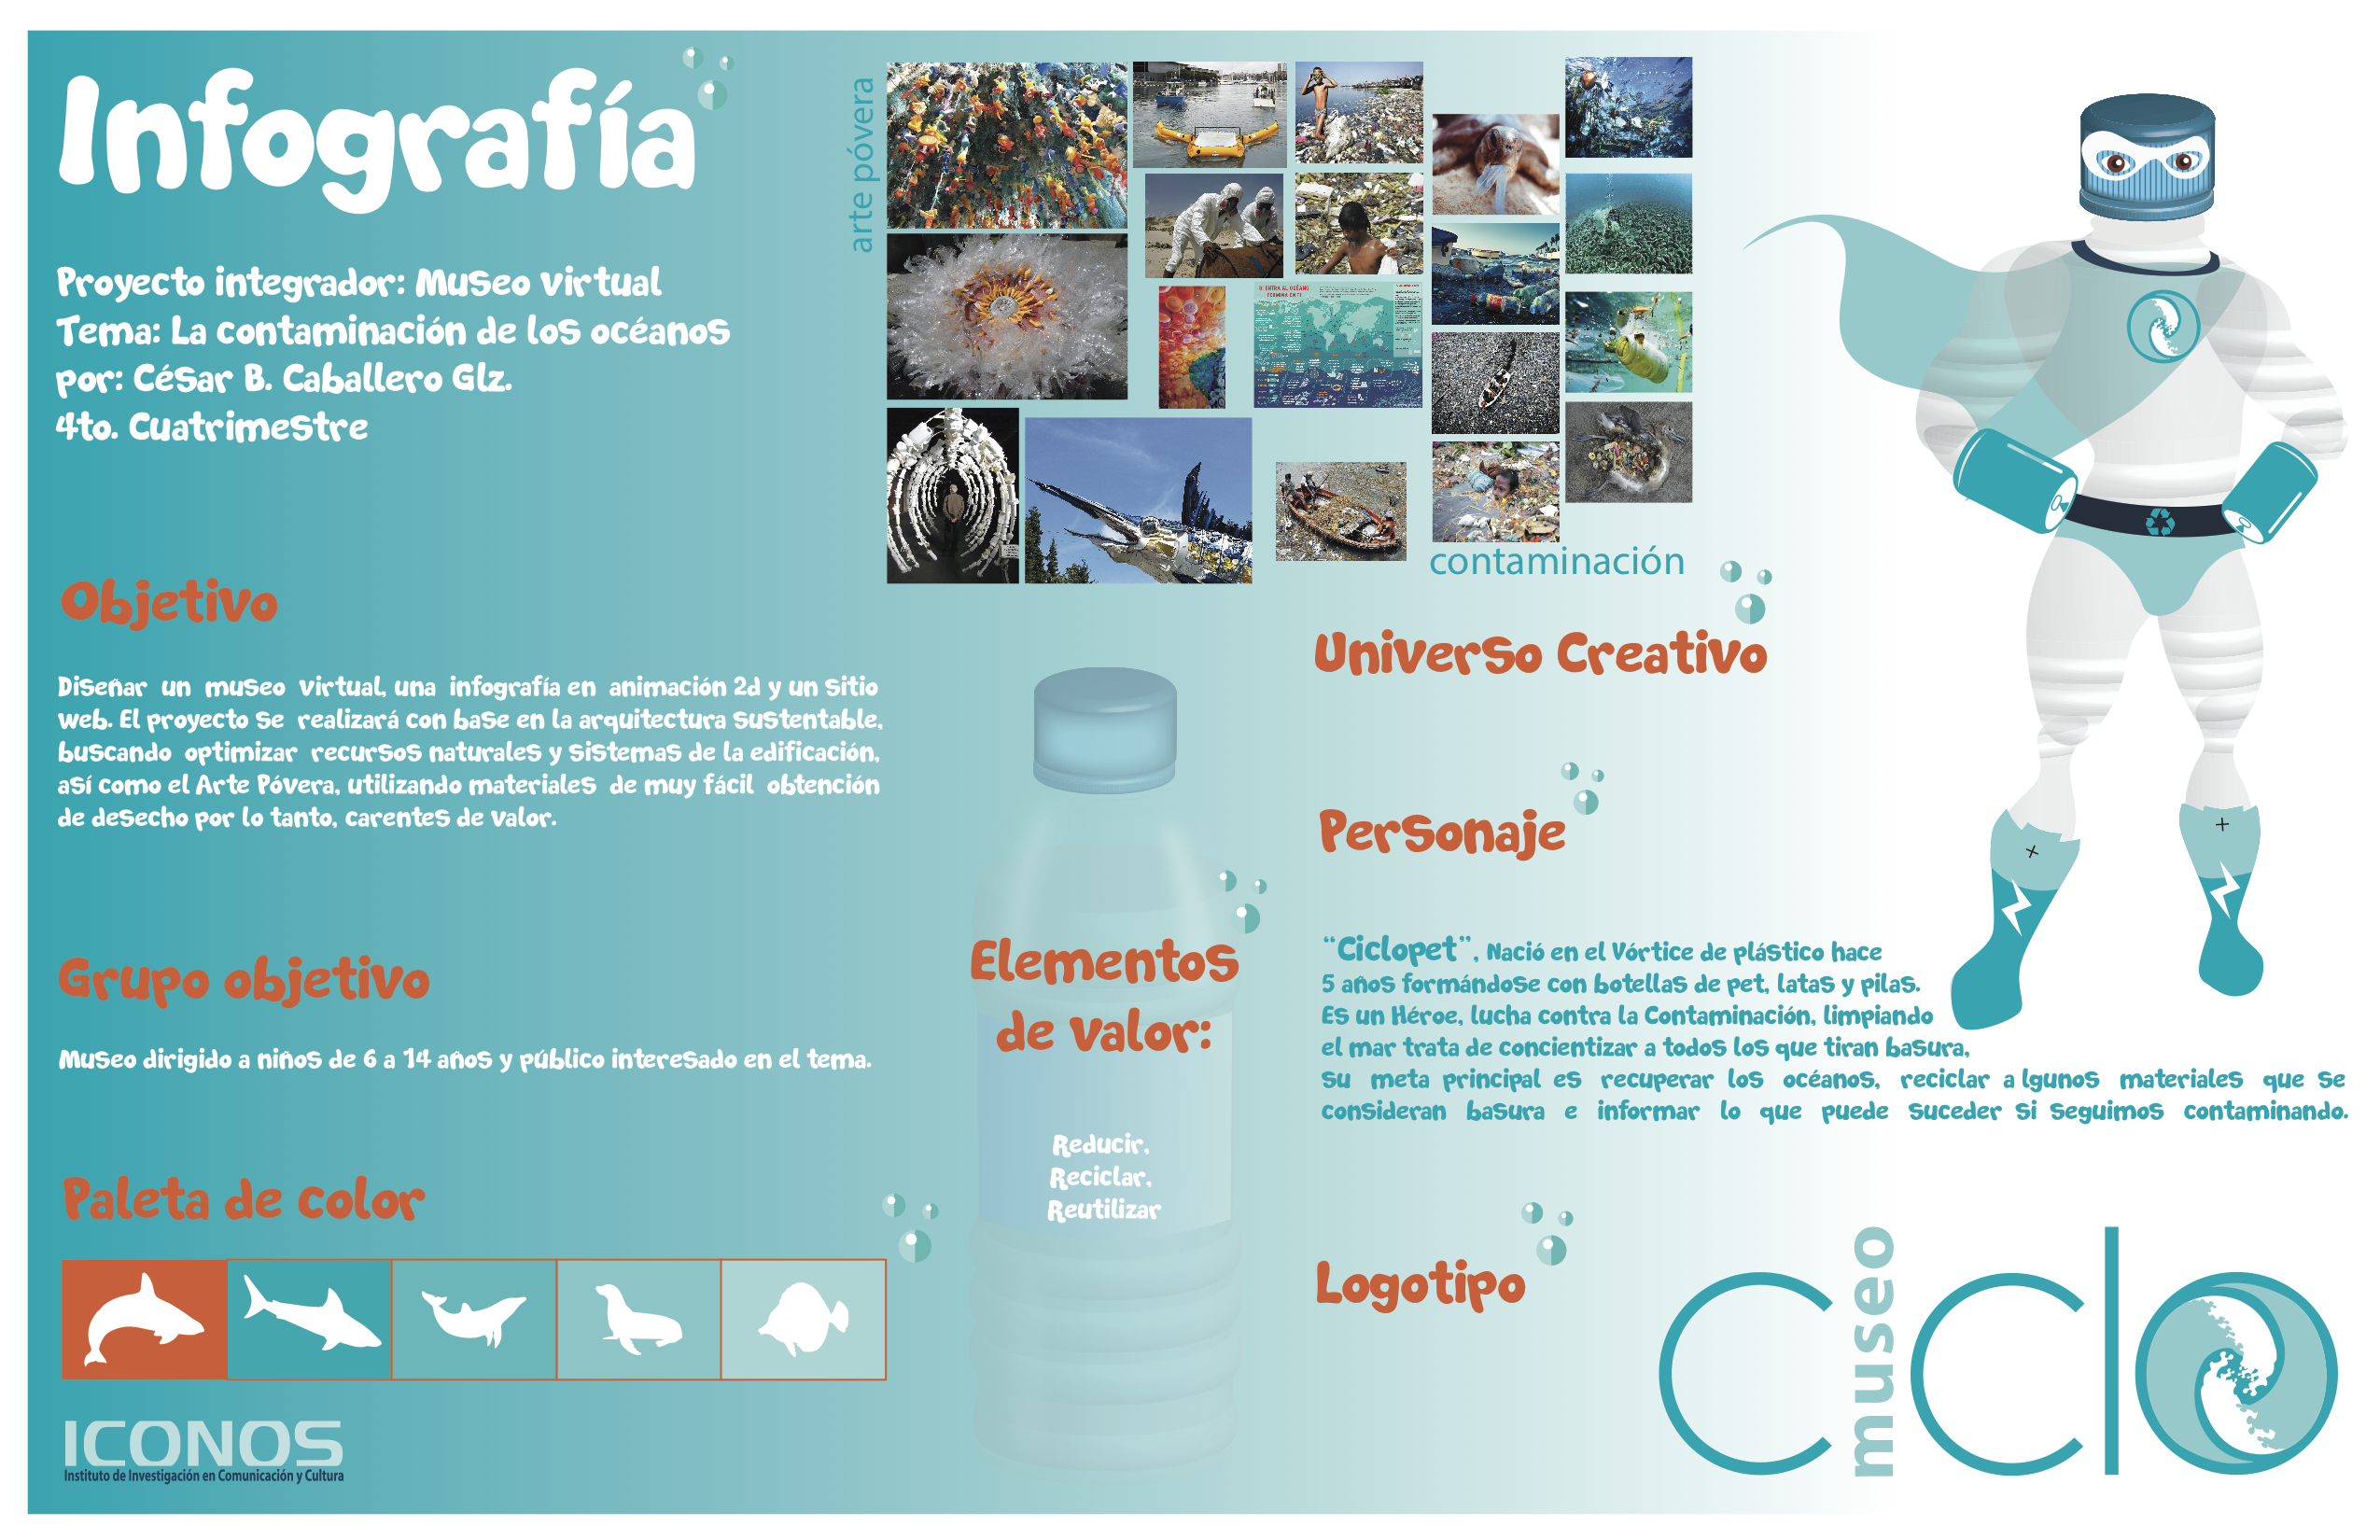 Infografía
Proyecto integrador: Museo virtual
Tema: La contaminación de los océanos
por: César B. Caballero Glz.
4to. Cuatrimestre
Objetivo
Diseñar un museo virtual, una infografía en animación 2d y un sitio
web. El proyecto se realizará con base en la arquitectura sustentable,
buscando optimizar recursos naturales y sistemas de la edificación,
así como el Arte Póvera, utilizando materiales de muy fácil obtención
de desecho por lo tanto, carentes de valor.
Grupo objetivo
Museo dirigido a niños de 6 a 14 años y público interesado en el tema.
Paleta de color
ICONOS
Instituto de Investigación en Comunicación y Cultura
arte póvera
contaminación
Elementos
de valor:
Reducir,
Reciclar,
Reutilizar
Universo Creativo
Personaje
“Ciclopet”, Nació en el Vórtice de plástico hace
5 años formándose con botellas de pet, latas y pilas.
Es un Héroe, lucha contra la Contaminación, limpiando
el mar trata de concientizar a todos los que tiran basura,
su meta principal es recuperar los océanos, reciclar a lgunos materiales que se
consideran basura e informar lo que puede suceder si seguimos contaminando.
Logotipo
museo
Ciclo